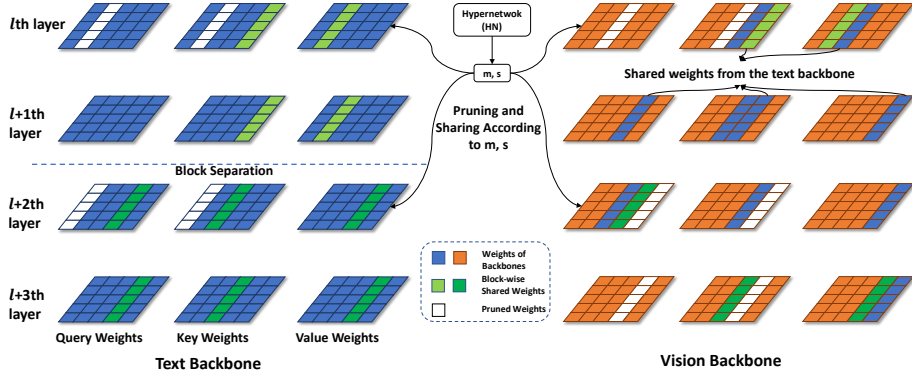 lth layer
Hypernetwok
(HN)
m, s
Shared weights from the text backbone
l+1th
layer
Pruning and
Sharing According
to m, s
Block Separation
l+2th
layer
Weights of
Backbones
Block-wise
Shared Weights
Pruned Weights
l+3th
layer
Query Weights
Key Weights
Value Weights
Text Backbone
Vision Backbone